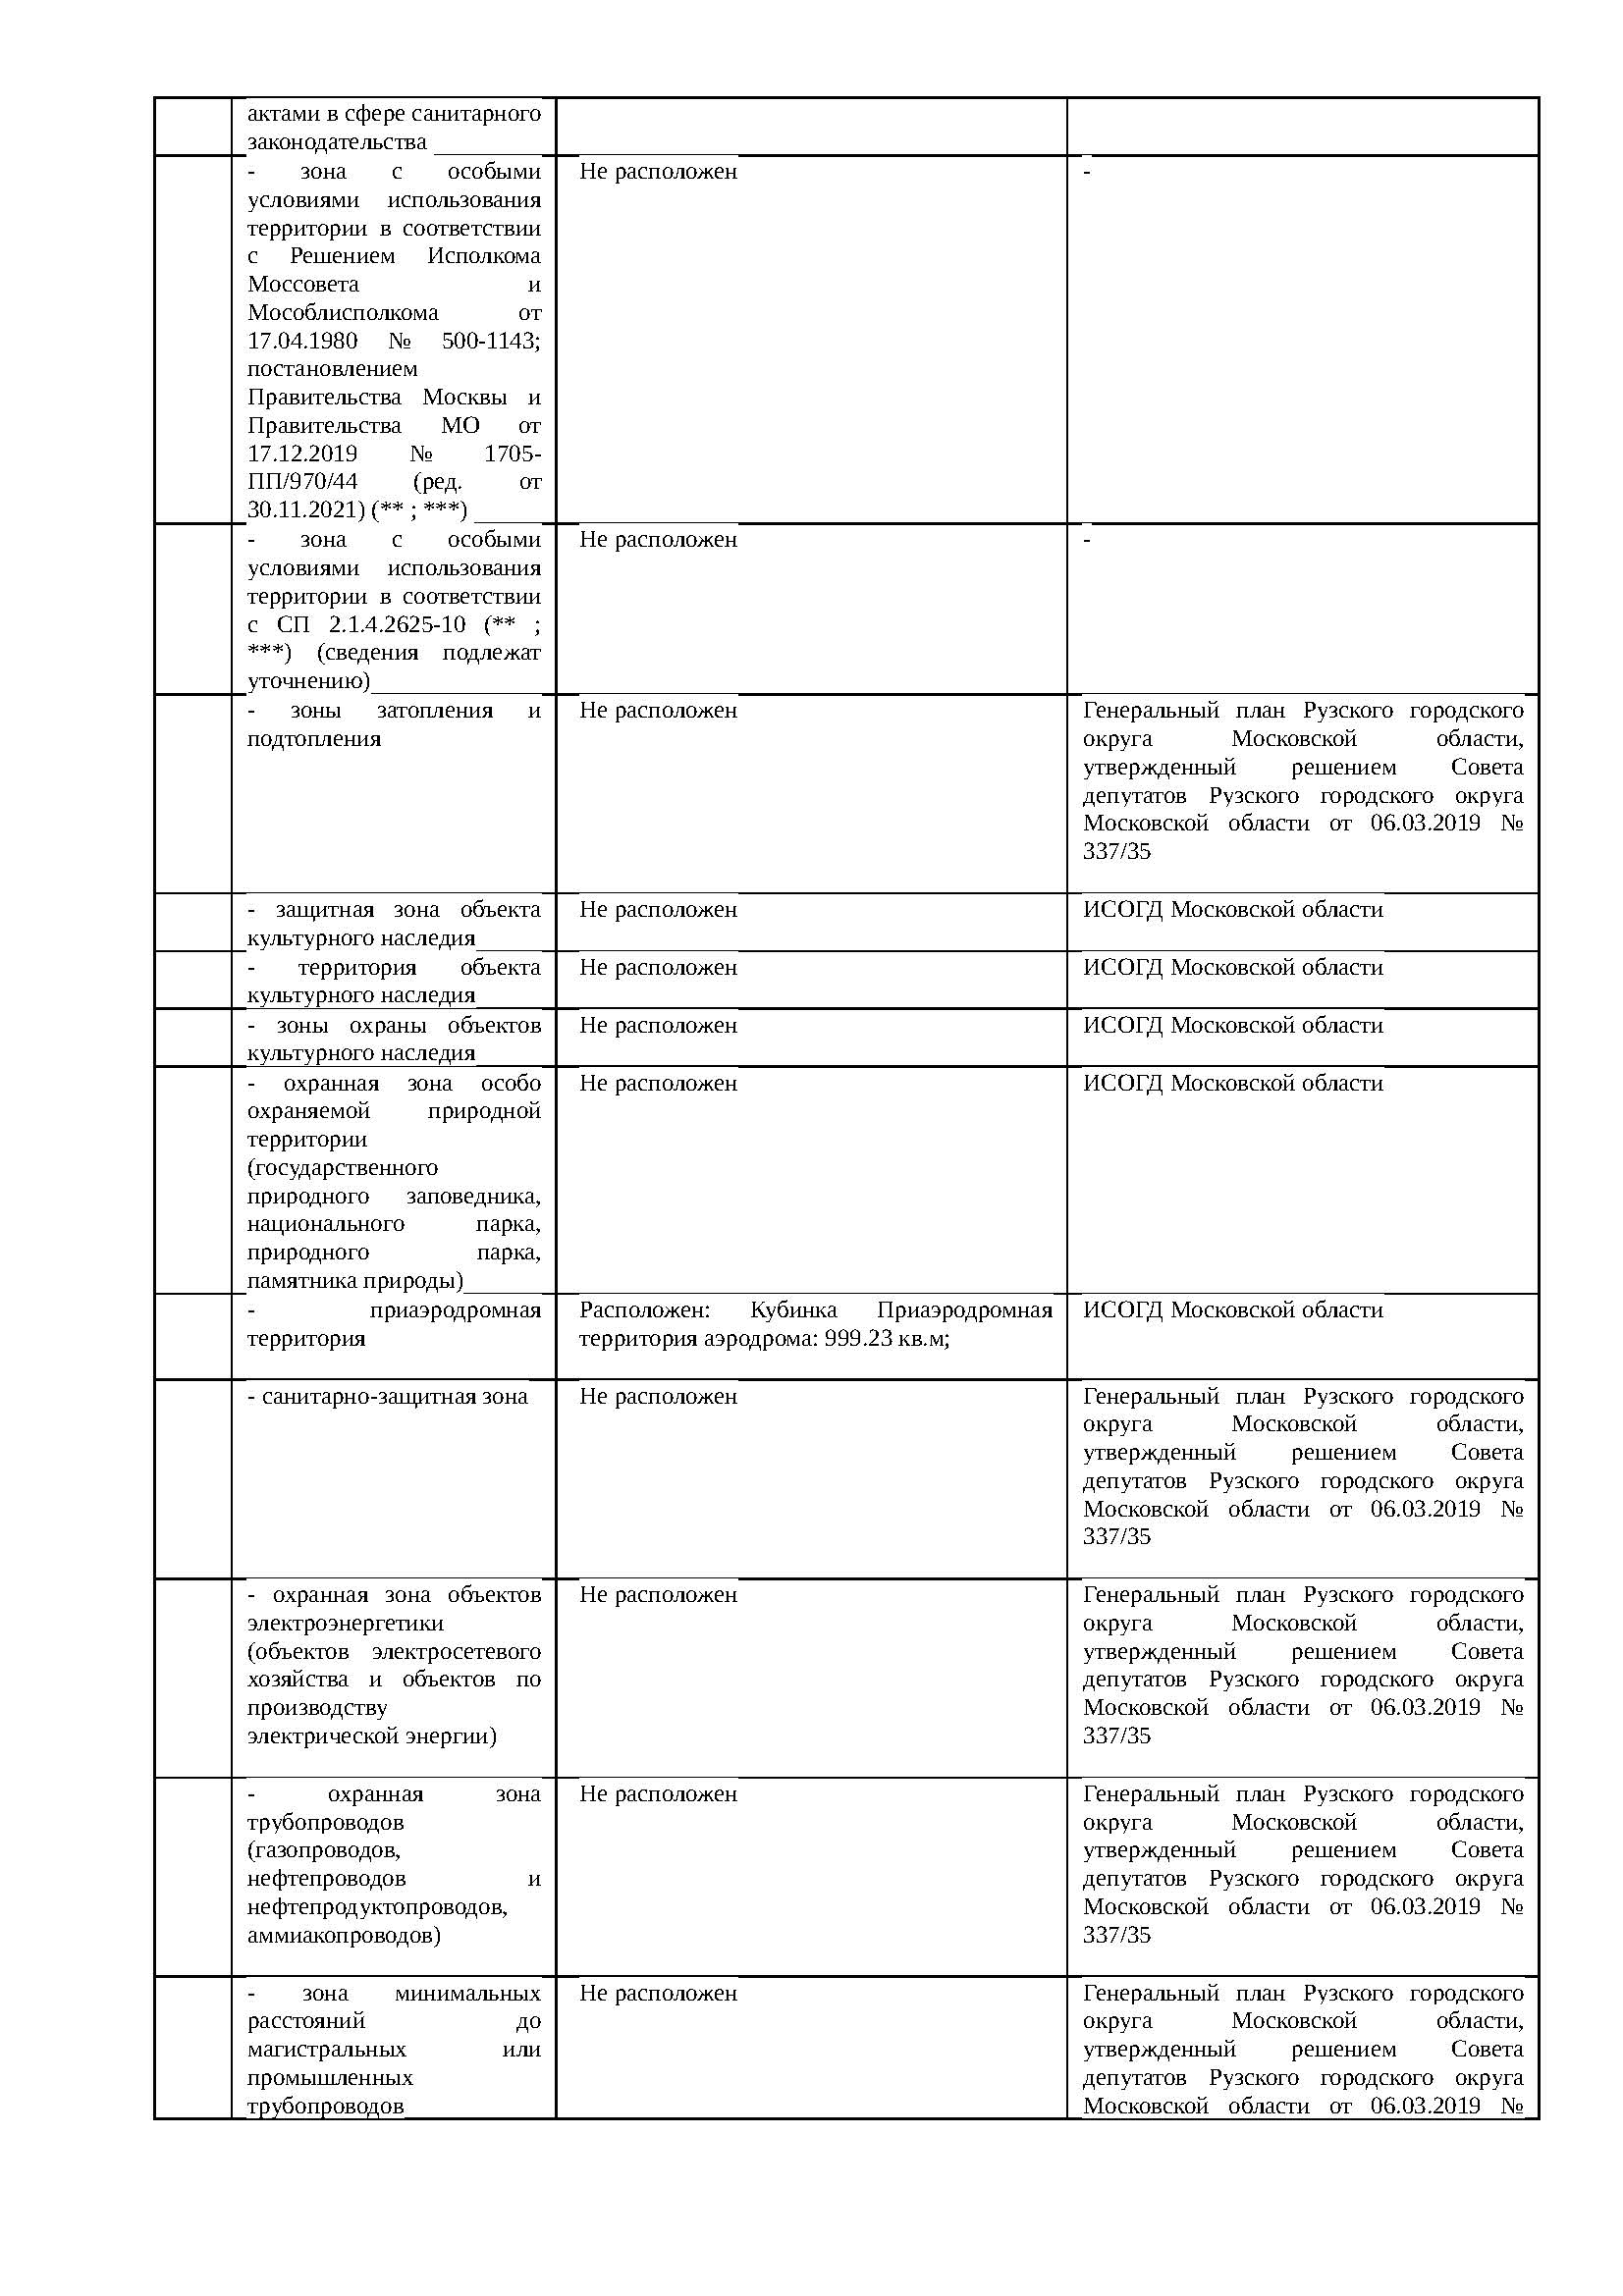 актами в сфере санитарного
законодательства
- зона с особыми
условиями использования
территории в соответствии
с Решением Исполкома
Моссовета и
Мособлисполкома от
17.04.1980 № 500-1143;
постановлением
Правительства Москвы и
Правительства МО от
17.12.2019 № 1705-
ПП/970/44 (ред. от
30.11.2021) (** ; ***)
Не расположен
-
- зона с особыми
условиями использования
территории в соответствии
с СП 2.1.4.2625-10 (** ;
***) (сведения подлежат
уточнению)
Не расположен
-
- зоны затопления и
подтопления
Не расположен
Генеральный план Рузского городского
округа Московской области,
утвержденный решением Совета
депутатов Рузского городского округа
Московской области от 06.03.2019 №
337/35
- защитная зона объекта
культурного наследия
Не расположен
ИСОГД Московской области
- территория объекта
культурного наследия
Не расположен
ИСОГД Московской области
- зоны охраны объектов
культурного наследия
Не расположен
ИСОГД Московской области
- охранная зона особо
охраняемой природной
территории
(государственного
природного заповедника,
национального парка,
природного парка,
памятника природы)
Не расположен
ИСОГД Московской области
- приаэродромная
территория
Расположен: Кубинка Приаэродромная
территория аэродрома: 999.23 кв.м;
ИСОГД Московской области
- санитарно-защитная зона
Не расположен
Генеральный план Рузского городского
округа Московской области,
утвержденный решением Совета
депутатов Рузского городского округа
Московской области от 06.03.2019 №
337/35
- охранная зона объектов
электроэнергетики
(объектов электросетевого
хозяйства и объектов по
производству
электрической энергии)
Не расположен
Генеральный план Рузского городского
округа Московской области,
утвержденный решением Совета
депутатов Рузского городского округа
Московской области от 06.03.2019 №
337/35
- охранная зона
трубопроводов
(газопроводов,
нефтепроводов и
нефтепродуктопроводов,
аммиакопроводов)
Не расположен
Генеральный план Рузского городского
округа Московской области,
утвержденный решением Совета
депутатов Рузского городского округа
Московской области от 06.03.2019 №
337/35
- зона минимальных
расстояний до
магистральных или
промышленных
трубопроводов
Не расположен
Генеральный план Рузского городского
округа Московской области,
утвержденный решением Совета
депутатов Рузского городского округа
Московской области от 06.03.2019 №